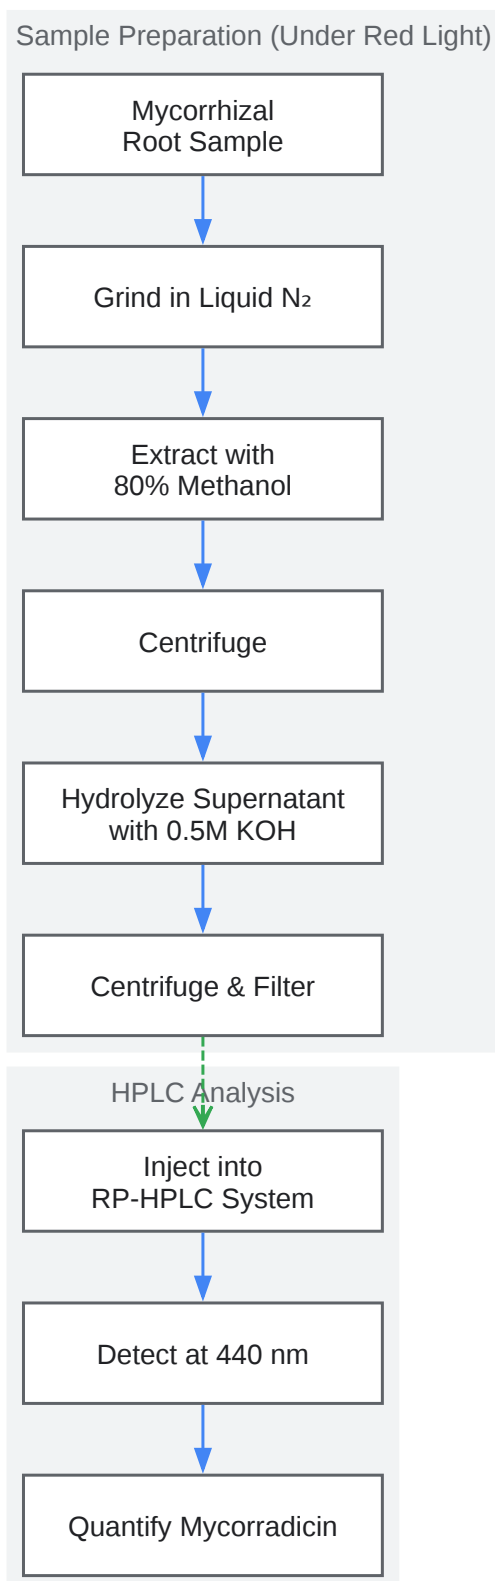 Sample Preparation (Under Red Light)
Mycorrhizal
Root Sample
Grind in Liquid N₂
Extract with
80% Methanol
Centrifuge
Hydrolyze Supernatant
with 0.5M KOH
Centrifuge & Filter
HPLC Analysis
Inject into
RP-HPLC System
Detect at 440 nm
Quantify Mycorradicin